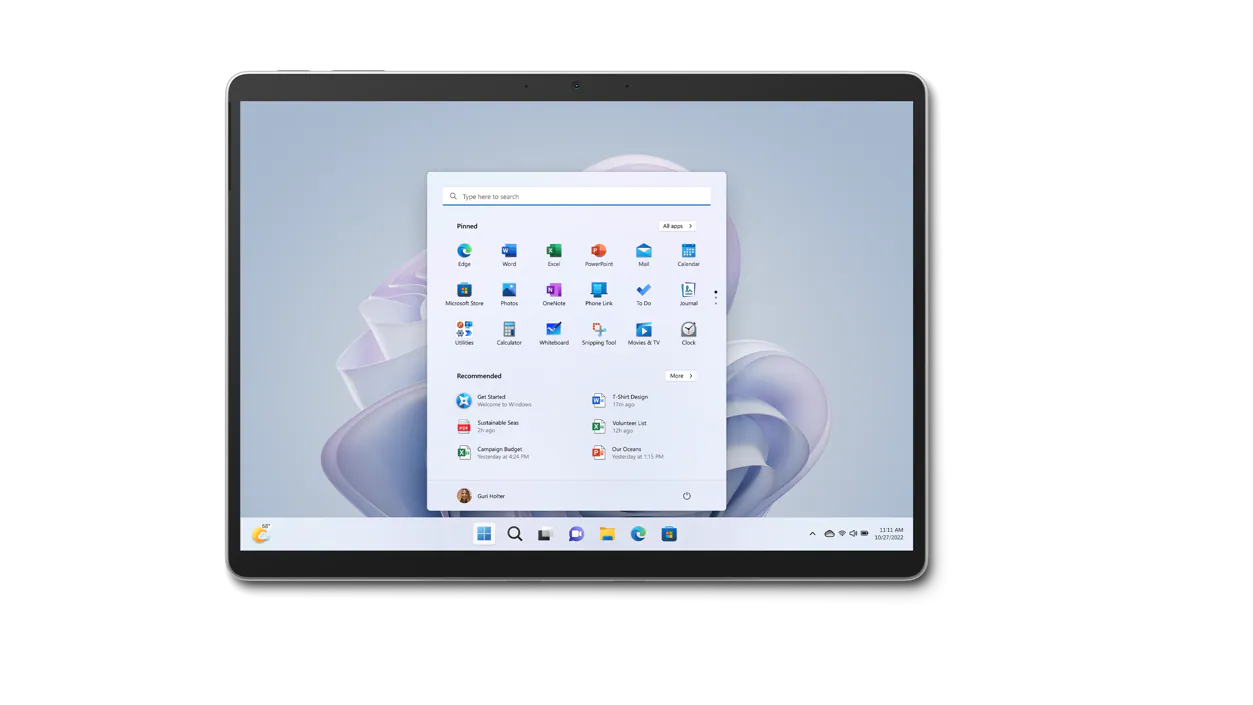 Type here to search
Pinned
All apps >
Edge
Word
Excel
PowerPoint
Mail
Calendar
Microsoft Store
Photos
OneNote
Phone Link
To Do
Journal
Utilities
Calculator
Whiteboard
Snipping Tool
Movies & TV
Clock
Recommended
More >
Get Started
Welcome to Windows
T-Shirt Design
17m ago
Sustainable Seas
2h ago
Volunteer List
12h ago
Campaign Budget
Yesterday at 4:24 PM
Our Oceans
Yesterday at 1:15 PM
Guri Holter
68°
11:11 AM
10/27/2022